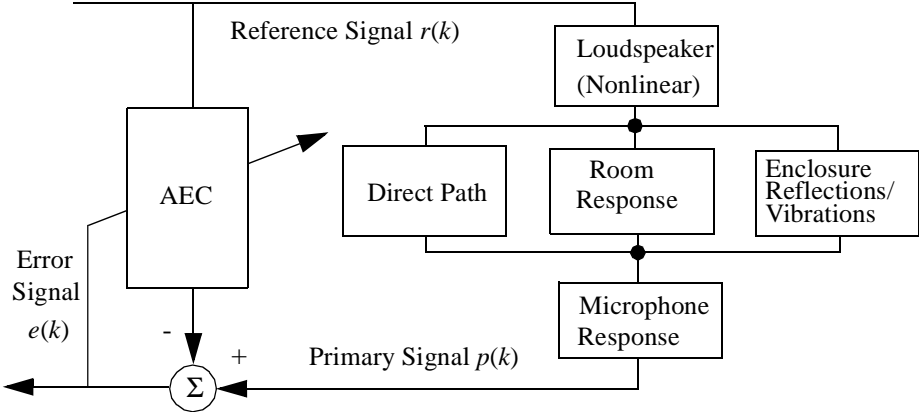 Reference Signal r(k)
Loudspeaker
(Nonlinear)
AEC
Direct Path
Room
Response
Enclosure
Reflections/
Vibrations
Error
Signal
e(k)
Microphone
Response
-
+
Primary Signal p(k)
Σ